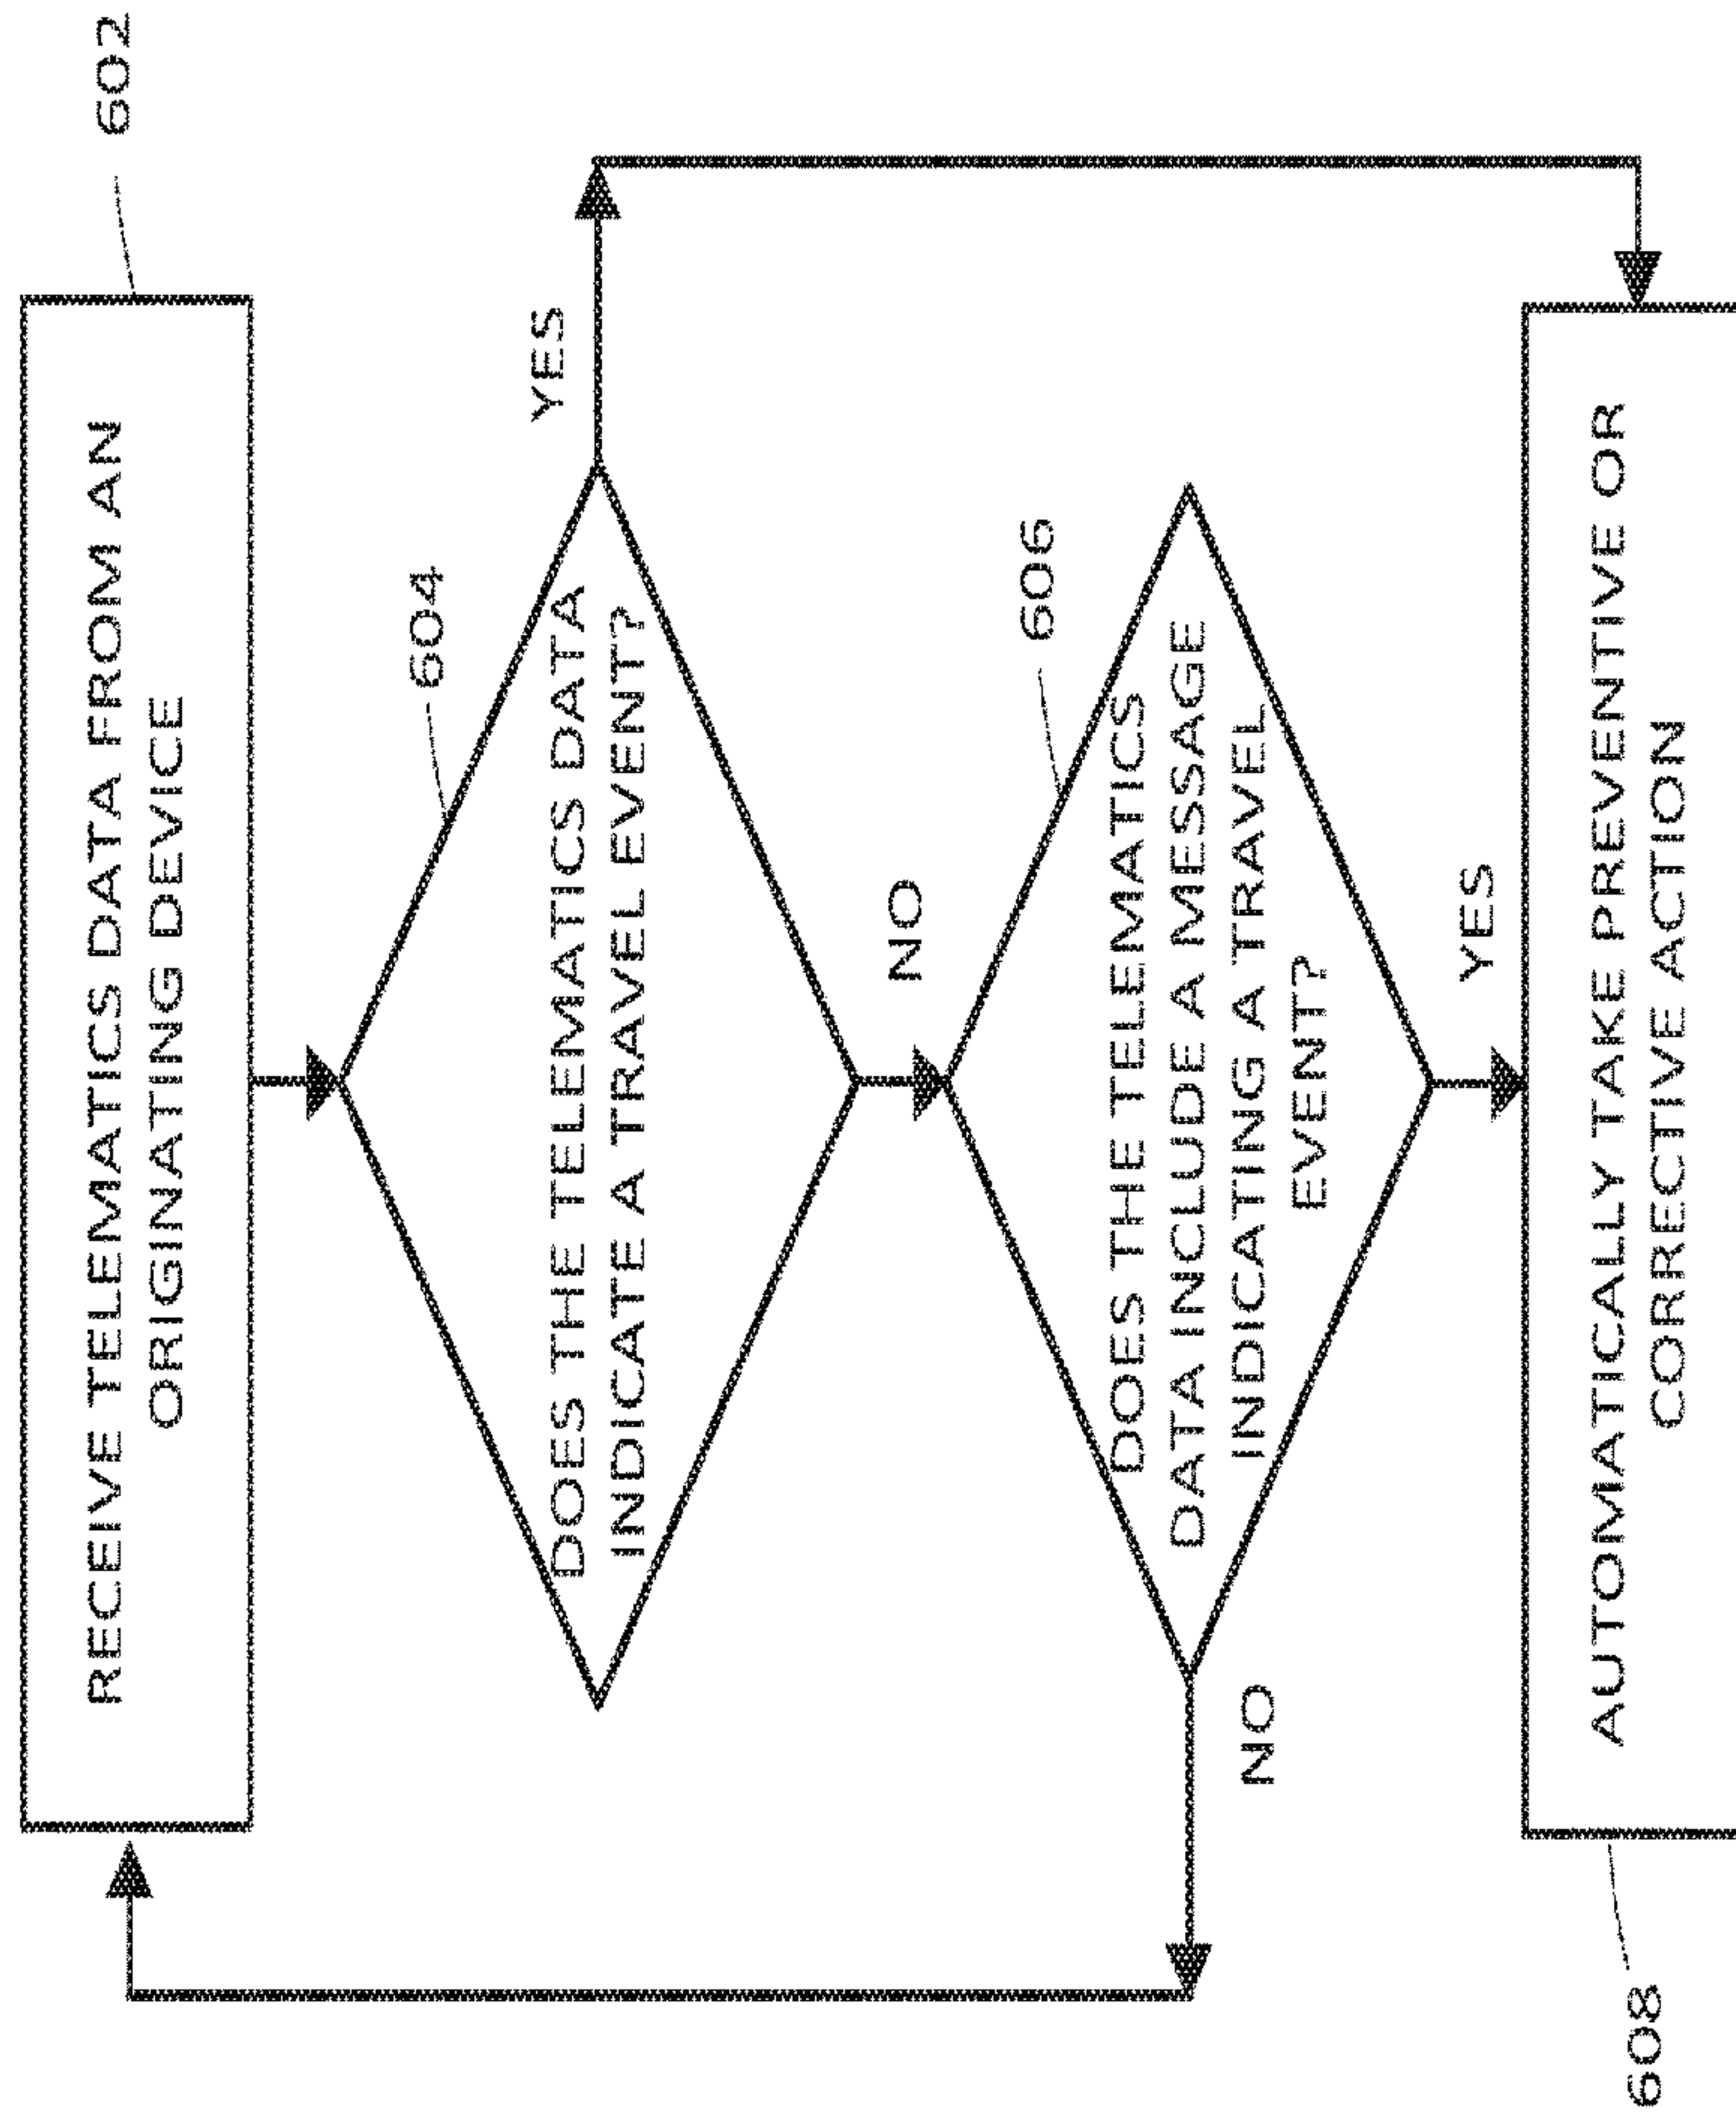 602
RECEIVE TELEMATICS DATA FROM AN
ORIGINATING DEVICE
604
DOES THE TELEMATICS DATA
INDICATE A TRAVEL EVENT?
YES
NO
606
DOES THE TELEMATICS
DATA INCLUDE A MESSAGE
INDICATING A TRAVEL
EVENT?
NO
YES
AUTOMATICALLY TAKE PREVENTIVE OR
CORRECTIVE ACTION
608